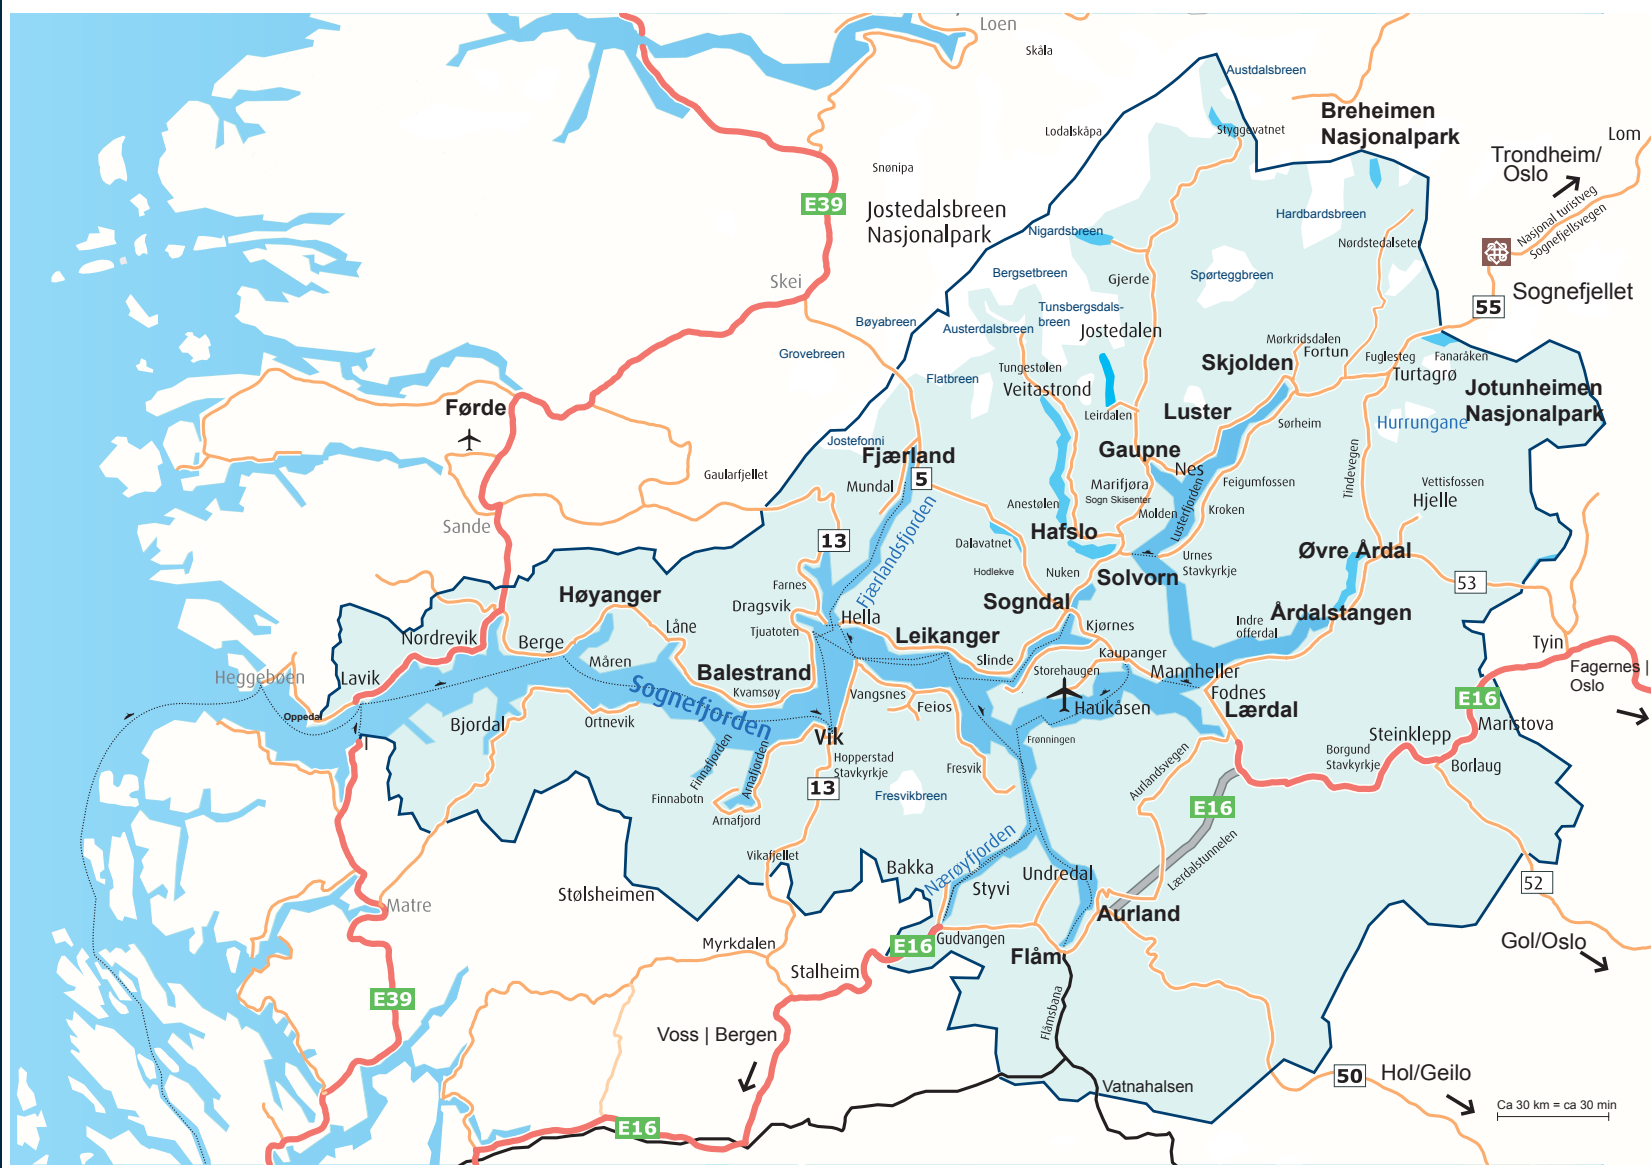 Loen
Skåla
Austdalsbreen
Breheimen
Nasjonalpark
Lodalskåpa
Styggevatnet
Lom
Trondheim/
Oslo
Snønipa
E39
Jostedalsbreen
Nasjonalpark
Nasjonal turistveg
Sognefjellsvegen
Hardbardsbreen
Nigardsbreen
Nørdstedalseter
Bergsetbreen
Gjerde
Spørteggbreen
Skei
Sognefjellet
55
Tunsbergsdals-
breen
Bøyabreen
Austerdalsbreen
Jostedalen
Mørkridsdalen
Fortun
Grovebreen
Skjolden
Fuglesteg
Fanaråken
Tungestølen
Turtagrø
Flatbreen
Veitastrond
Jotunheimen
Nasjonalpark
Førde
Leirdalen
Luster
Sørheim
Hurrungane
Jostefonni
Fjærland
Gaupne
Nes
Tindevegen
Gaularfjellet
5
Mundal
Marifjøra
Sogn Skisenter
Feigumfossen
Vettisfossen
Hjelle
Anestølen
Molden
Lusterfjorden
Kroken
Sande
13
Fjærlandsfjorden
Hafslo
Dalavatnet
Øvre Årdal
Urnes
Stavkyrkje
Hodlekve
Nuken
Solvorn
53
Farnes
Høyanger
Sogndal
Dragsvik
Hella
Årdalstangen
Låne
Tjuatoten
Leikanger
Kjørnes
Indre
offerdal
Nordrevik
Berge
Tyin
Måren
Slinde
Kaupanger
Heggebøen
Lavik
Balestrand
Storehaugen
Mannheller
Fagernes |
Oslo
Kvamsøy
Vangsnes
Fodnes
E16
Sognefjorden
Feios
Haukåsen
Lærdal
Oppedal
Bjordal
Ortnevik
Maristova
Vik
Frønningen
Steinklepp
Finnafjorden
Arnafjorden
Hopperstad
Stavkyrkje
Fresvik
Aurlandsvegen
Borgund
Stavkyrkje
Borlaug
13
Finnabotn
Fresvikbreen
E16
Arnafjord
Nærøyfjorden
Lærdalstunnelen
Vikafjellet
Bakka
Undredal
Styvi
52
Stølsheimen
Matre
Aurland
Myrkdalen
E16
Gudvangen
Gol/Oslo
Flåm
Stalheim
E39
Flåmsbana
Voss | Bergen
50
Hol/Geilo
Vatnahalsen
Ca 30 km = ca 30 min
E16